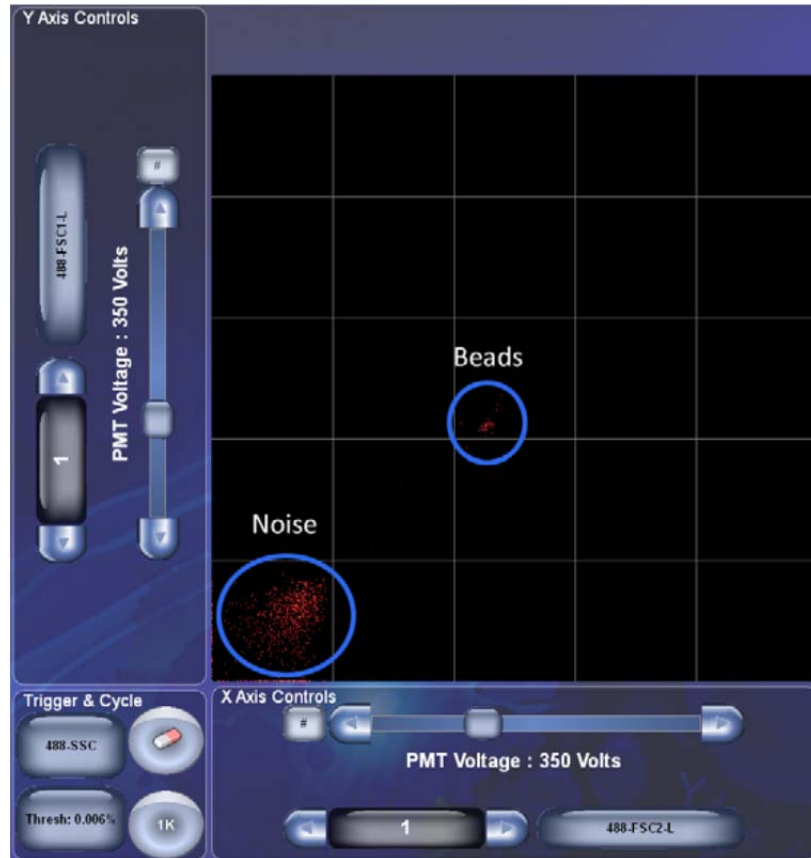 Y Axis Controls
#
488-FSC1-L
PMT Voltage : 350 Volts
1
Beads
Noise
Trigger & Cycle
488-SSC
Thresh: 0.006%
1K
X Axis Controls
#
PMT Voltage : 350 Volts
1
488-FSC2-L